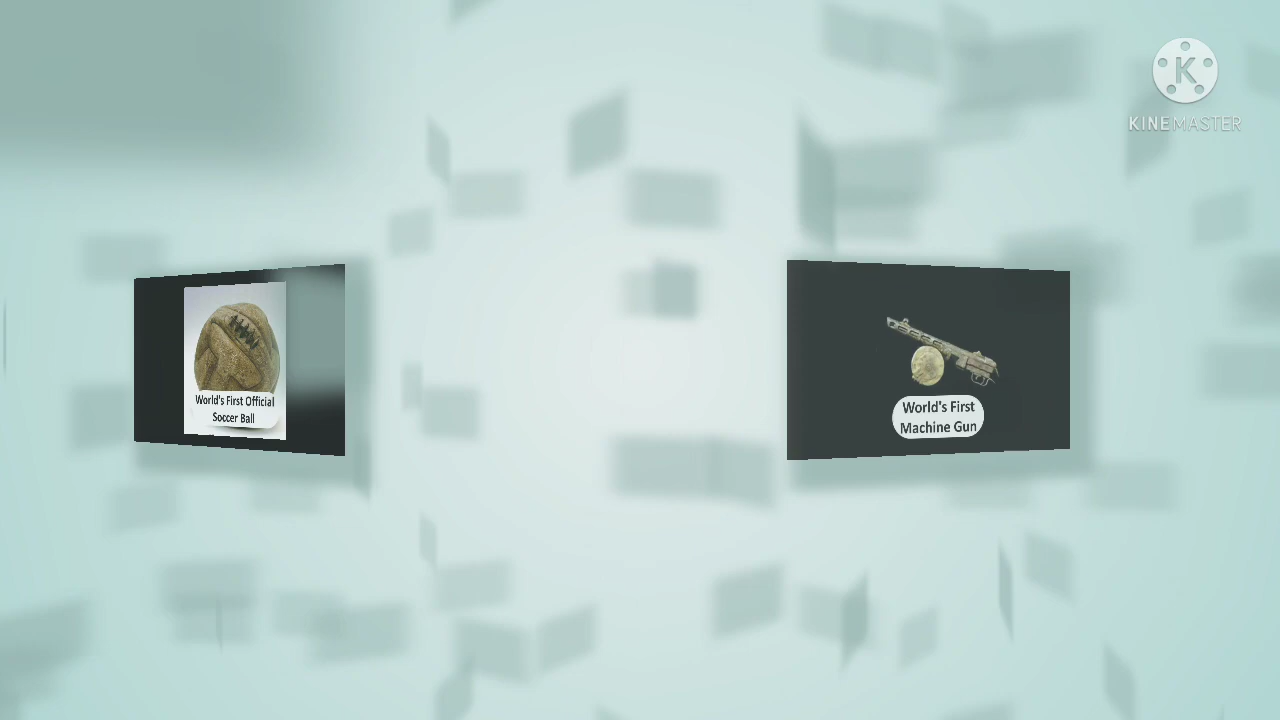 K
KINEMASTER
World's First Official
Soccer Ball
World's First
Machine Gun